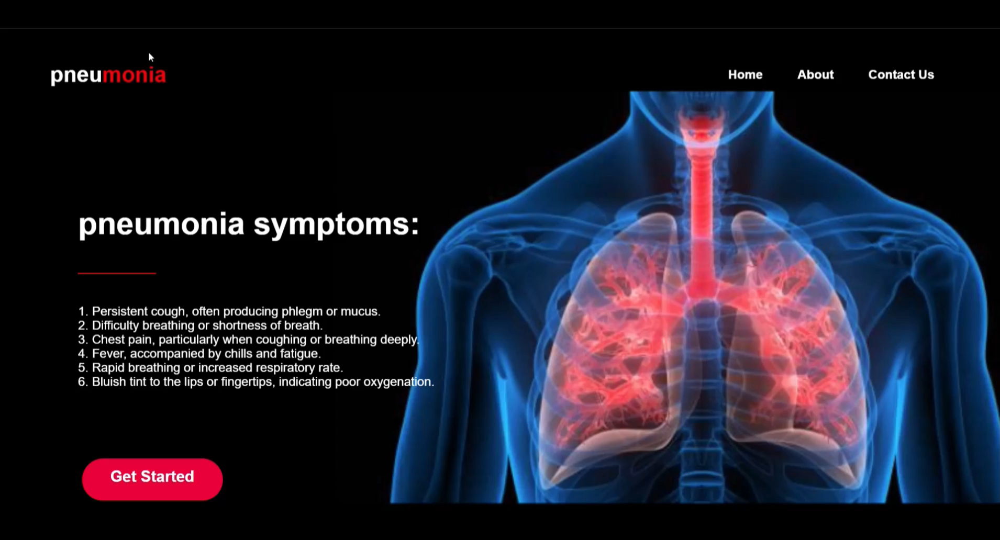 pneumonia
Home
About
Contact Us
pneumonia symptoms:
1. Persistent cough, often producing phlegm or mucus.
2. Difficulty breathing or shortness of breath.
3. Chest pain, particularly when coughing or breathing deeply.
4. Fever, accompanied by chills and fatigue.
5. Rapid breathing or increased respiratory rate.
6. Bluish tint to the lips or fingertips, indicating poor oxygenation.
Get Started